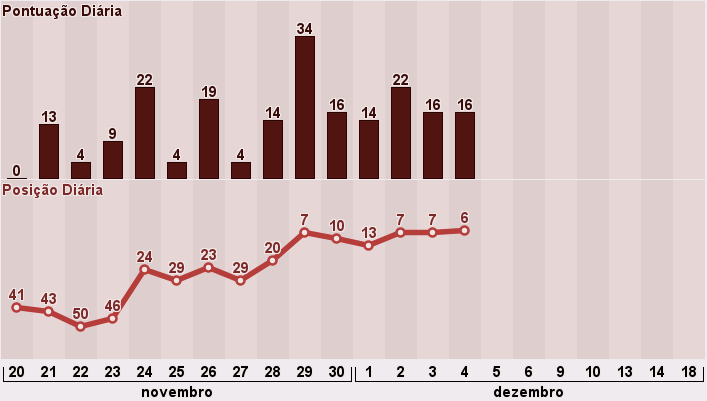 Pontuação Diária
0 13 4 9 22 4 19 4 14 34 16 14 22 16 16
Posição Diária
41 43 50 46 24 29 23 29 20 7 10 13 7 7 6
20 21 22 23 24 25 26 27 28 29 30 1 2 3 4 5 6 9 10 13 14 18
novembro dezembro